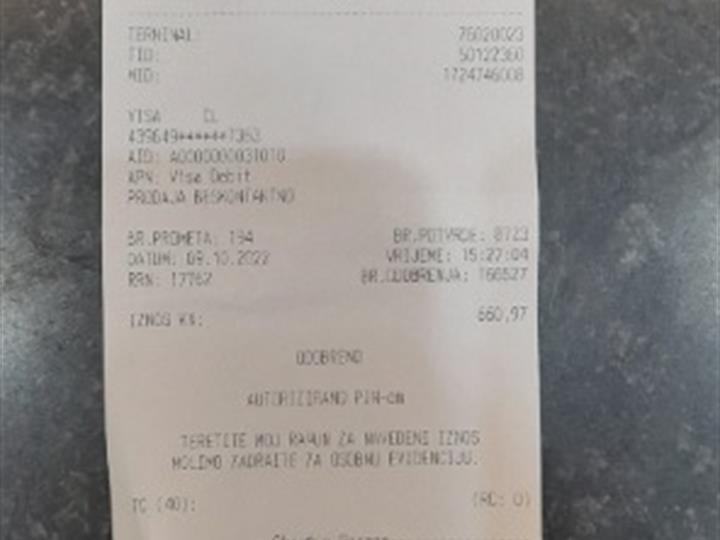 TERMINAL: 76020023
TID: 50122360
MID: 1724746008
VISA CL
439649******1363
AID: A0000000031010
APN: Visa Debit
PRODAJA BESKONTAKTNO
BR.PROMETA: 194 BR.POTVRDE: 8723
DATUM: 09.10.2022 VRIJEME: 15:27:04
RRN: 17762 BR.ODOBRENJA: 166527
IZNOS KN: 660,97
ODOBRENO
AUTORIZIRANO PIN-om
TERETITE MOJ RAČUN ZA NAVEDENI IZNOS
MOLIMO ZADRŽITE ZA OSOBNU EVIDENCIJU.
TC (40): (RC: 0)